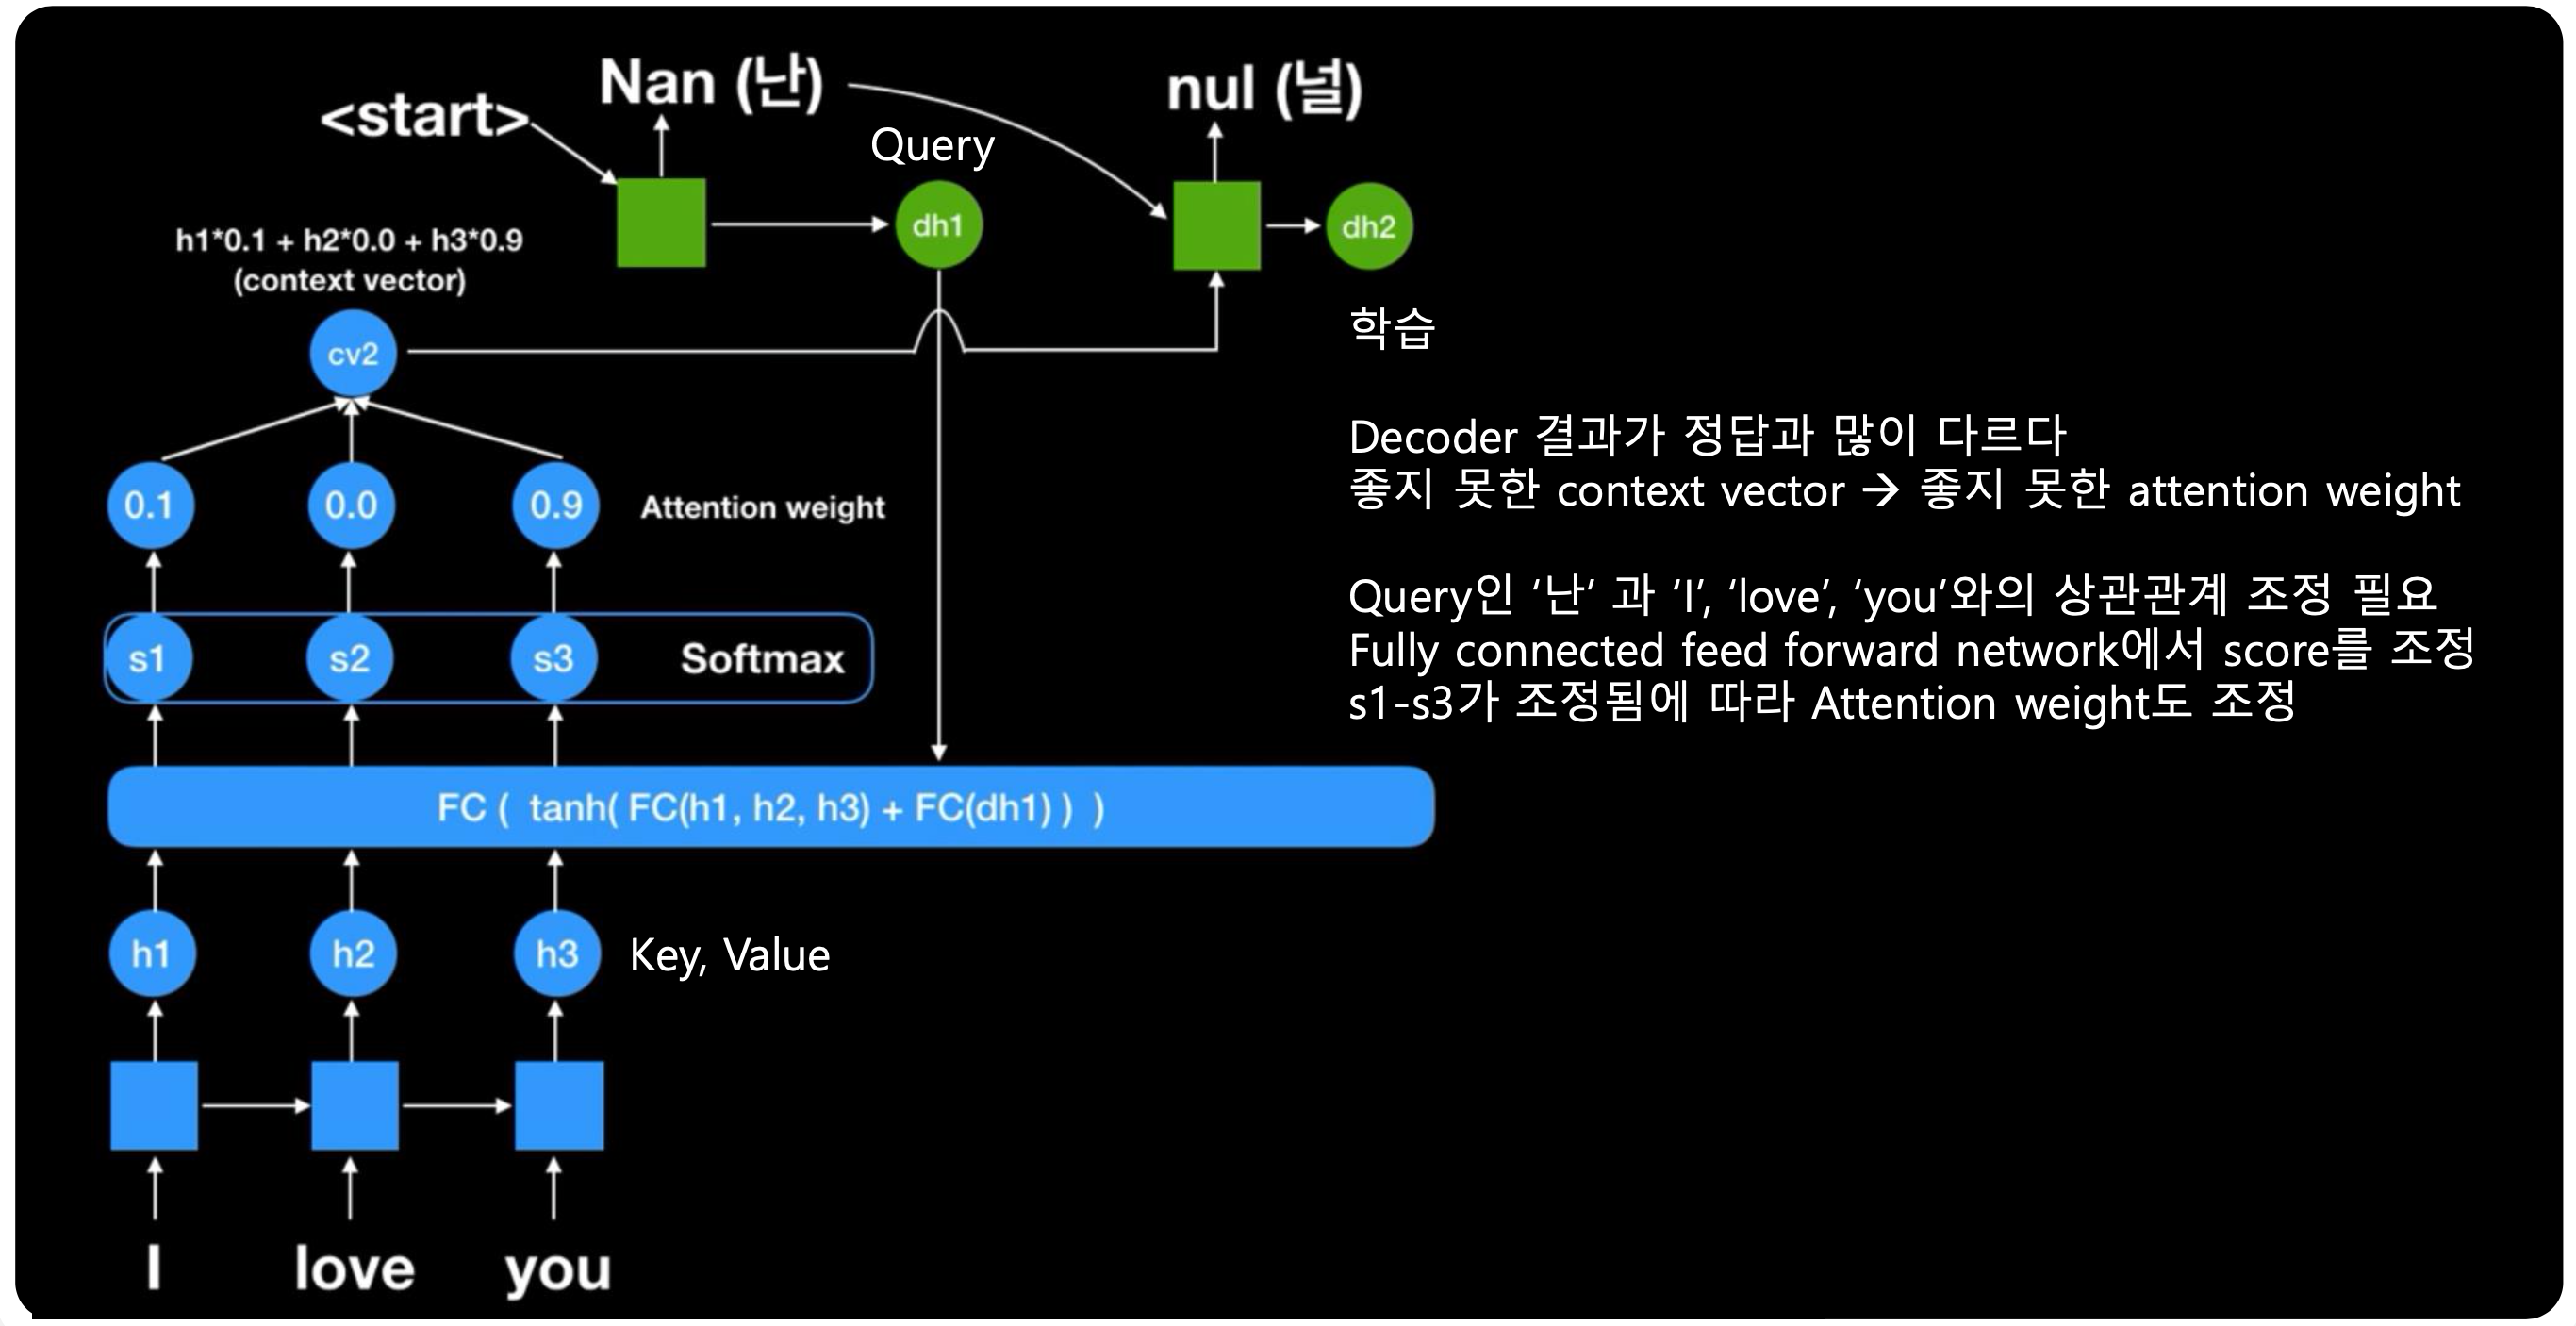 <start>
Nan (난)
nul (널)
Query
dh1
dh2
h1*0.1 + h2*0.0 + h3*0.9
(context vector)
cv2
0.1
0.0
0.9
Attention weight
s1
s2
s3
Softmax
FC ( tanh( FC(h1, h2, h3) + FC(dh1) ) )
h1
h2
h3
Key, Value
I
love
you
학습
Decoder 결과가 정답과 많이 다르다
좋지 못한 context vector → 좋지 못한 attention weight
Query인 ‘난’ 과 ‘I’, ‘love’, ‘you’와의 상관관계 조정 필요
Fully connected feed forward network에서 score를 조정
s1-s3가 조정됨에 따라 Attention weight도 조정